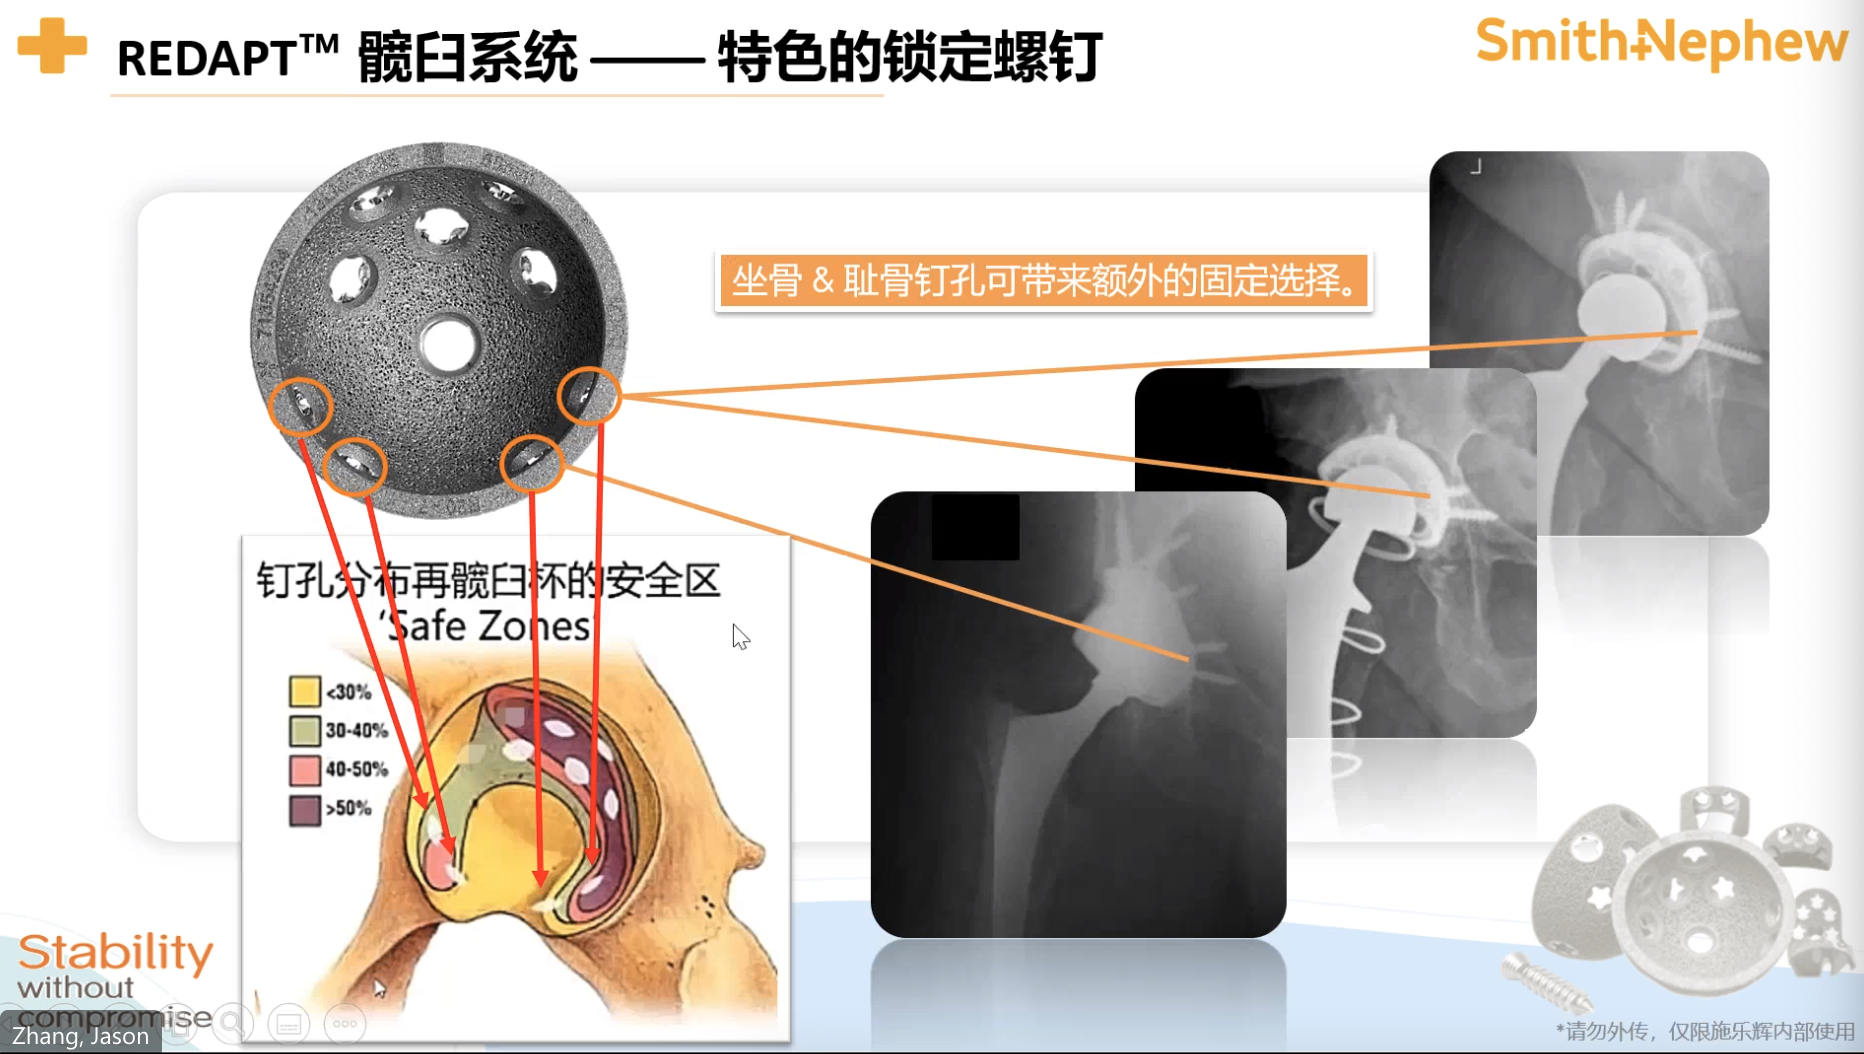 REDAPT™ 髋臼系统 —— 特色的锁定螺钉
Smith+Nephew
坐骨 & 耻骨钉孔可带来额外的固定选择。
钉孔分布再髋臼杯的安全区
‘Safe Zones’
<30%
30-40%
40-50%
>50%
Stability
without
compromise
Zhang, Jason
*请勿外传，仅限施乐辉内部使用